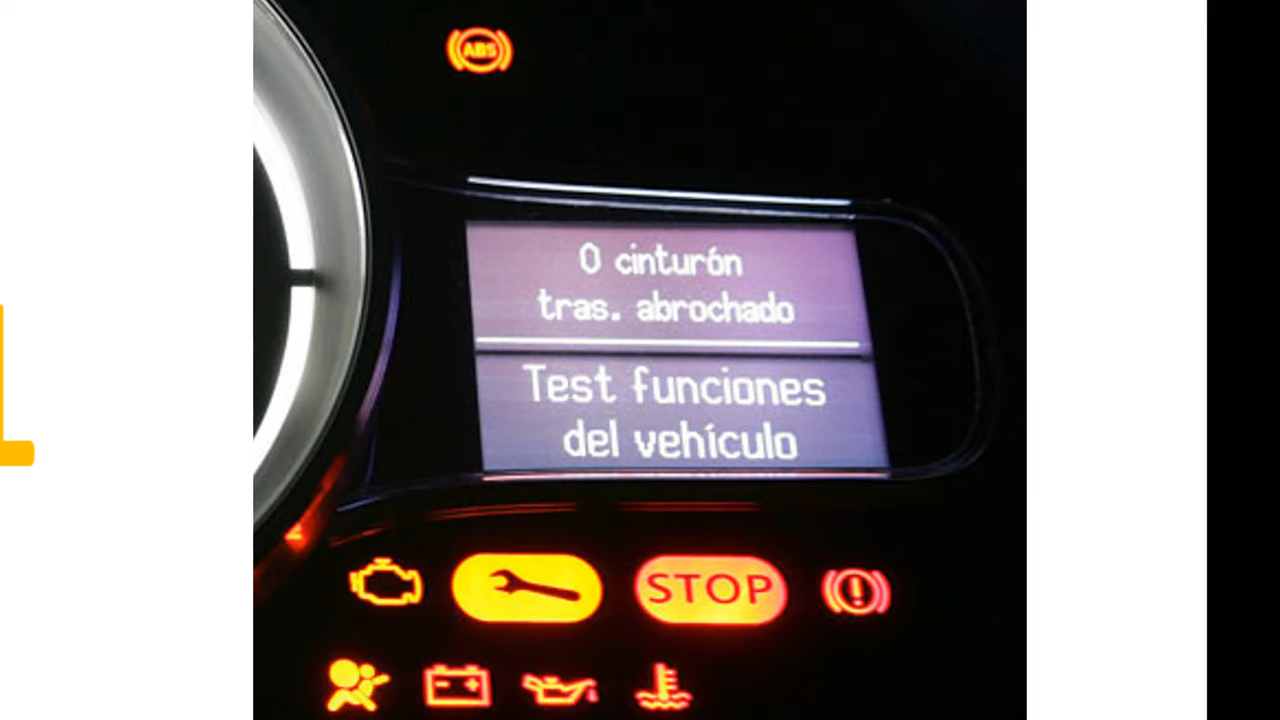 ABS
0 cinturón
tras. abrochado
Test funciones
del vehículo
STOP